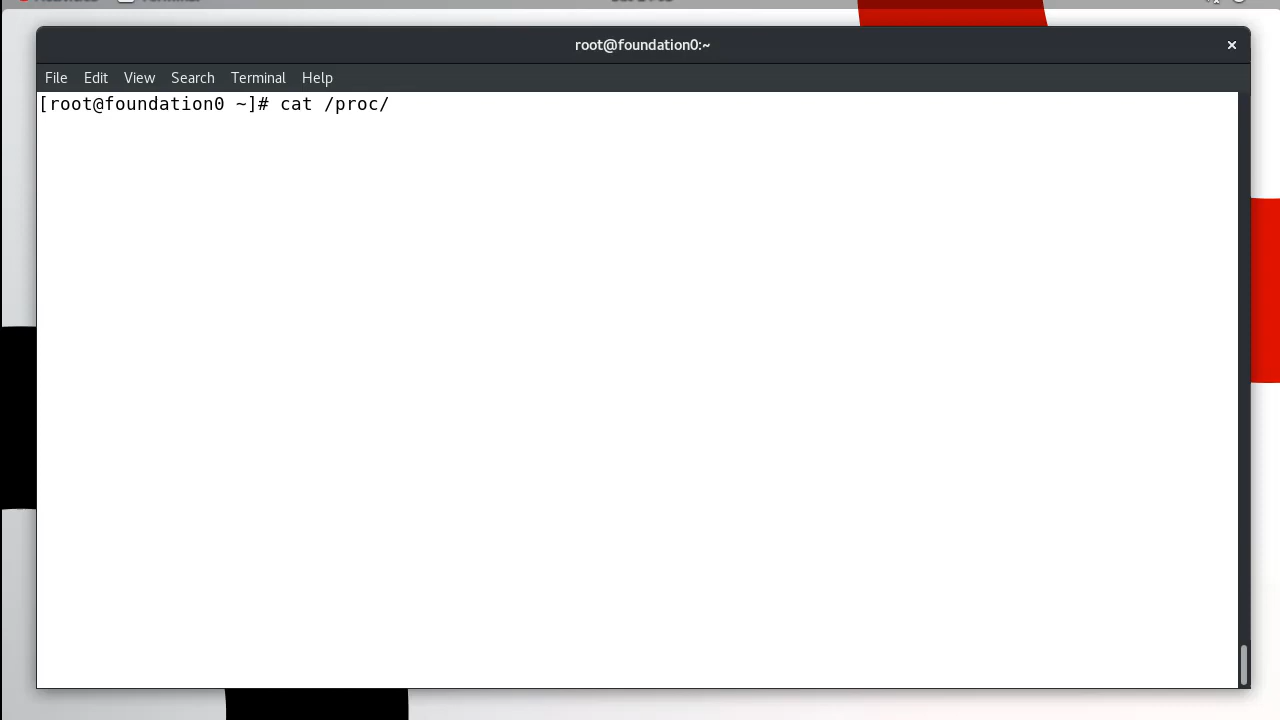 root@foundation0:~
File Edit View Search Terminal Help
[root@foundation0 ~]# cat /proc/